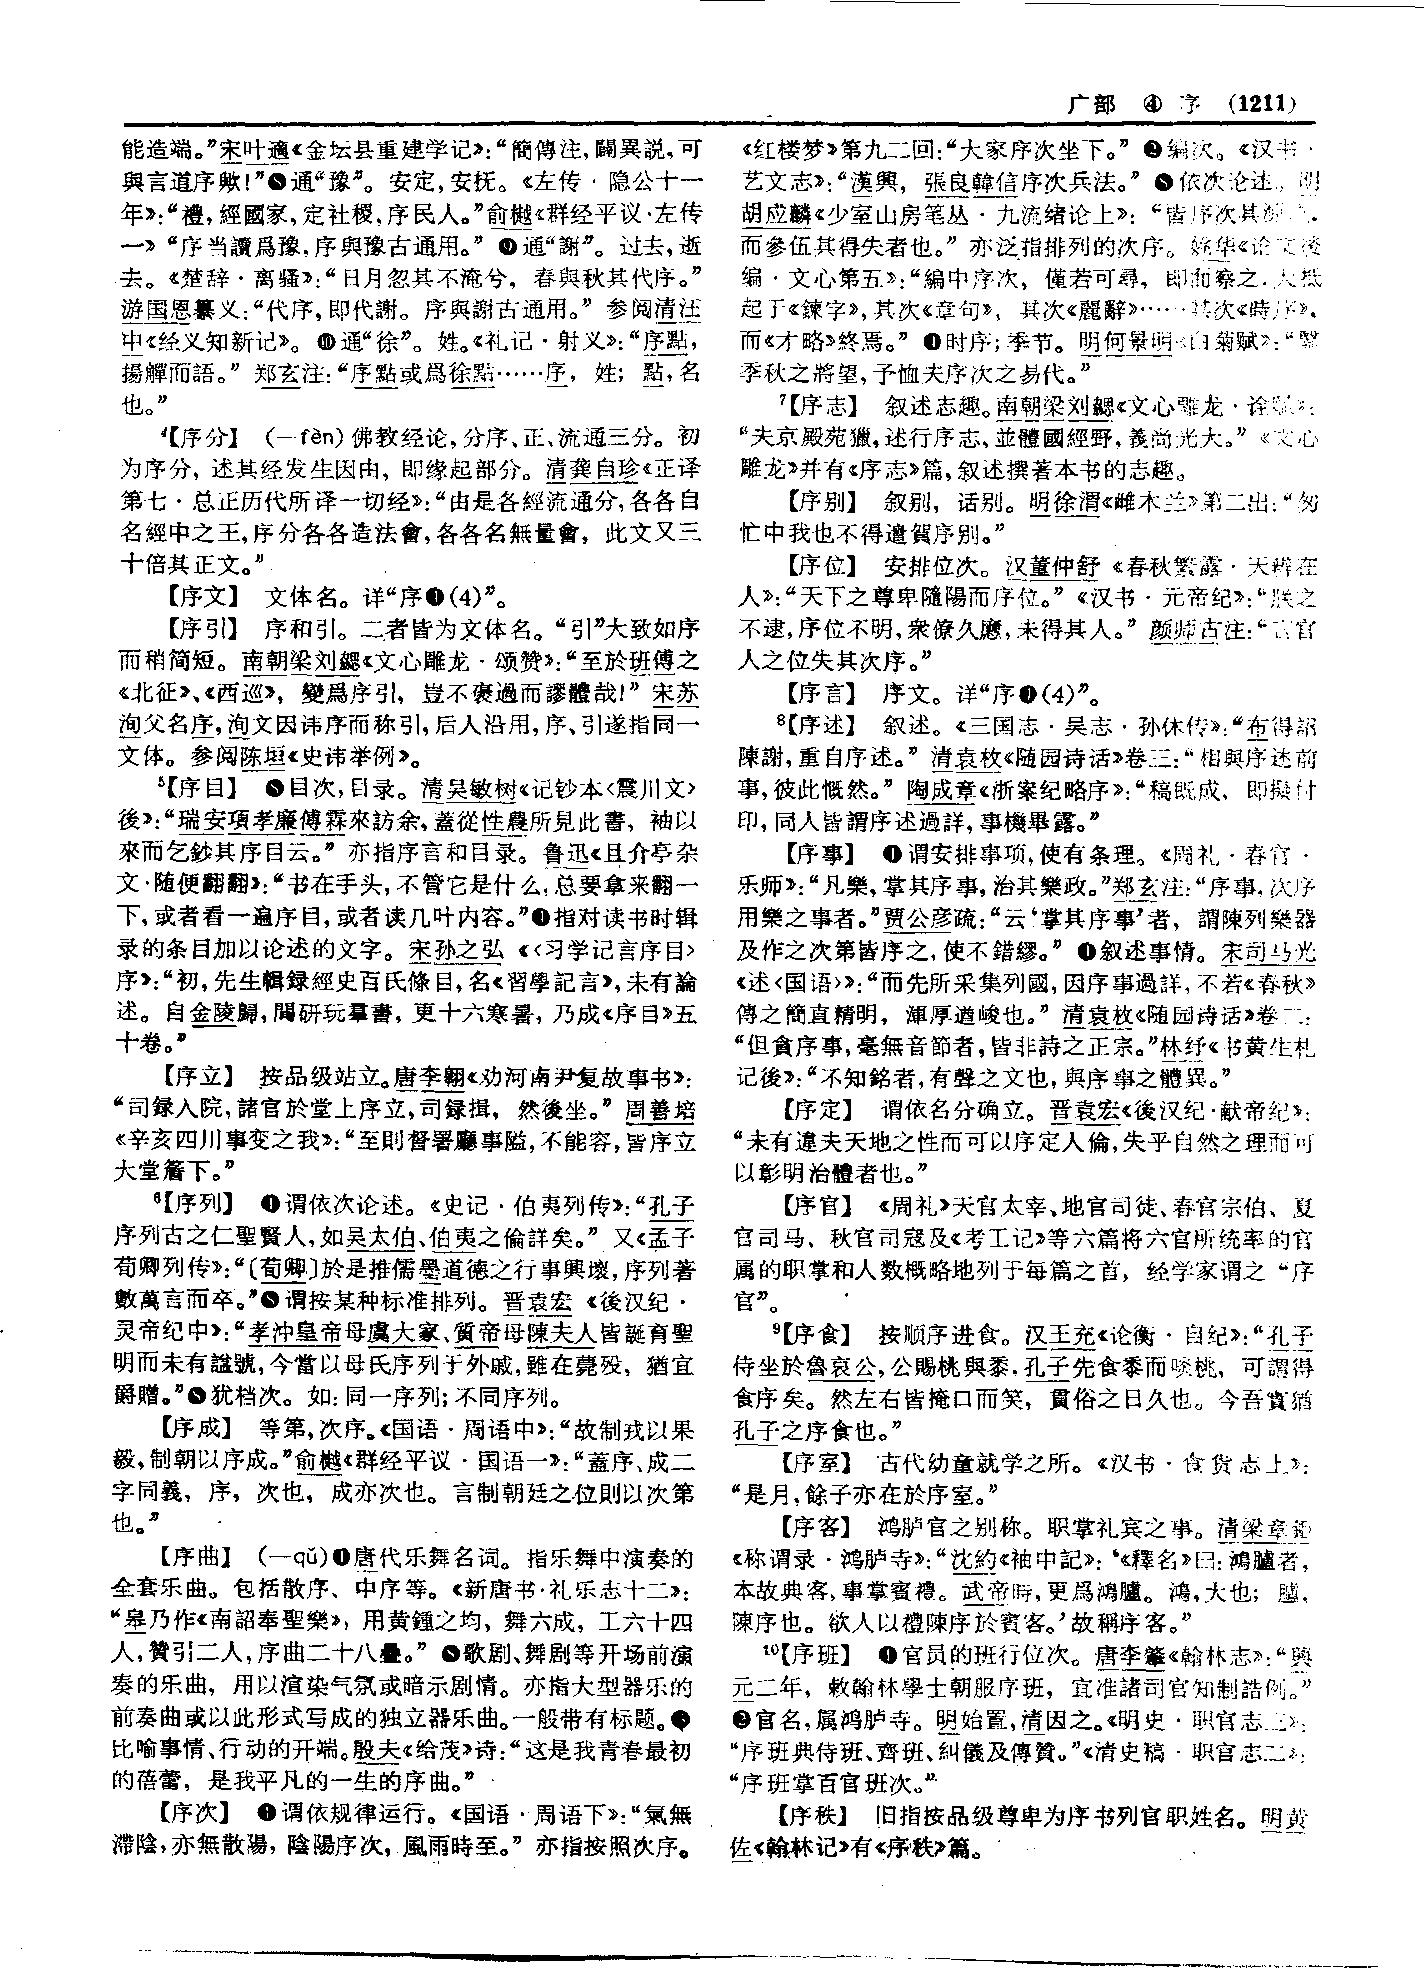 广部 ④ 序 (1211)
能造端。”宋叶適《金坛县重建学记》：“簡傳注，闢異説，可
與言道序歟！”❽通“豫”。安定，安抚。《左传·隐公十一
年》：“禮，經國家，定社稷，序民人。”俞樾《群经平议·左传
一》“序当讀爲豫，序與豫古通用。” ❾通“謝”。过去，逝
去。《楚辞·离骚》：“日月忽其不淹兮，春與秋其代序。”
游国恩纂义：“代序，即代謝。序與謝古通用。” 参阅清汪
中《经义知新记》。❿通“徐”。姓。《礼记·射义》：“序點，
揚觶而語。” 郑玄注：“序點或爲徐點……序，姓；點，名
也。”
⁴【序分】 (－fèn)佛教经论，分序、正、流通三分。初
为序分，述其经发生因由，即缘起部分。清龚自珍《正译
第七·总正历代所译一切经》：“由是各經流通分，各各自
名經中之王，序分各各造法會，各各名無量會，此文又三
十倍其正文。”
【序文】 文体名。详“序❶(4)”。
【序引】 序和引。二者皆为文体名。“引”大致如序
而稍简短。南朝梁刘勰《文心雕龙·颂赞》：“至於班傅之
《北征》、《西巡》，變爲序引，豈不褒過而謬體哉！” 宋苏
洵父名序，洵文因讳序而称引，后人沿用，序、引遂指同一
文体。参阅陈垣《史讳举例》。
⁵【序目】 ❶目次，目录。清吴敏树《记钞本〈震川文〉
後》：“瑞安項孝廉傅霖來訪余，蓋從性農所見此書，袖以
來而乞鈔其序目云。” 亦指序言和目录。鲁迅《且介亭杂
文·随便翻翻》：“书在手头，不管它是什么，总要拿来翻一
下，或者看一遍序目，或者读几叶内容。”❷指对读书时辑
录的条目加以论述的文字。宋孙之弘《〈习学记言序目〉
序》：“初，先生輯録經史百氏條目，名《習學記言》，未有論
述。自金陵歸，間研玩羣書，更十六寒暑，乃成《序目》五
十卷。”
【序立】 按品级站立。唐李翱《劝河南尹复故事书》：
“司録入院，諸官於堂上序立，司録揖，然後坐。” 周善培
《辛亥四川事变之我》：“至則督署廳事隘，不能容，皆序立
大堂簷下。”
⁶【序列】 ❶谓依次论述。《史记·伯夷列传》：“孔子
序列古之仁聖賢人，如吴太伯、伯夷之倫詳矣。” 又《孟子
荀卿列传》：“〔荀卿〕於是推儒墨道德之行事興壞，序列著
數萬言而卒。”❷谓按某种标准排列。晋袁宏《後汉纪·
灵帝纪中》：“孝沖皇帝母虞大家、質帝母陳夫人皆誕育聖
明而未有諡號，今當以母氏序列于外戚，雖在薨殁，猶宜
爵贈。”❸犹档次。如：同一序列；不同序列。
【序成】 等第，次序。《国语·周语中》：“故制戎以果
毅，制朝以序成。”俞樾《群经平议·国语一》：“蓋序、成二
字同義，序，次也，成亦次也。言制朝廷之位則以次第
也。”
【序曲】 (－qǔ)❶唐代乐舞名词。指乐舞中演奏的
全套乐曲。包括散序、中序等。《新唐书·礼乐志十二》：
“皋乃作《南詔奉聖樂》，用黄鍾之均，舞六成，工六十四
人，贊引二人，序曲二十八疊。” ❷歌剧、舞剧等开场前演
奏的乐曲，用以渲染气氛或暗示剧情。亦指大型器乐的
前奏曲或以此形式写成的独立器乐曲。一般带有标题。❸
比喻事情、行动的开端。殷夫《给茂》诗：“这是我青春最初
的蓓蕾，是我平凡的一生的序曲。”
【序次】 ❶谓依规律运行。《国语·周语下》：“氣無
滯陰，亦無散陽，陰陽序次，風雨時至。” 亦指按照次序。
《红楼梦》第九二回：“大家序次坐下。” ❷编次。《汉书·
艺文志》：“漢興，張良韓信序次兵法。” ❸依次论述。明
胡应麟《少室山房笔丛·九流绪论上》：“皆序次其
而參伍其得失者也。” 亦泛指排列的次序。姚华《论文後
编·文心第五》：“編中序次，僅若可尋，即而察之，大抵
起于《鍊字》，其次《章句》，其次《麗辭》……其次《時序》，
而《才略》終焉。” ❹时序；季节。明何景明《白菊赋》：“
季秋之將望，予恤夫序次之易代。”
⁷【序志】 叙述志趣。南朝梁刘勰《文心雕龙·诠赋》：
“夫京殿苑獵，述行序志，並體國經野，義尚光大。” 《文心
雕龙》并有《序志》篇，叙述撰著本书的志趣。
【序别】 叙别，话别。明徐渭《雌木兰》第二出：“匆
忙中我也不得遣賀序别。”
【序位】 安排位次。汉董仲舒《春秋繁露·天辨在
人》：“天下之尊卑隨陽而序位。”《汉书·元帝纪》：“朕之
不逮，序位不明，衆僚久懬，未得其人。” 颜师古注：“言官
人之位失其次序。”
【序言】 序文。详“序❶(4)”。
⁸【序述】 叙述。《三国志·吴志·孙休传》：“布得詔
陳謝，重自序述。” 清袁枚《随园诗话》卷三：“相與序述前
事，彼此慨然。” 陶成章《浙案纪略序》：“稿既成，即擬付
印，同人皆謂序述過詳，事機畢露。”
【序事】 ❶谓安排事项，使有条理。《周礼·春官·
乐师》：“凡樂，掌其序事，治其樂政。”郑玄注：“序事，次序
用樂之事者。”贾公彦疏：“云‘掌其序事’者，謂陳列樂器
及作之次第皆序之，使不錯繆。” ❷叙述事情。宋司马光
《述〈国语〉》：“而先所采集列國，因序事過詳，不若《春秋》
傳之簡直精明，渾厚遒峻也。” 清袁枚《随园诗话》卷二：
“但貪序事，毫無音節者，皆非詩之正宗。”林纾《书黄生札
记後》：“不知銘者，有聲之文也，與序事之體異。”
【序定】 谓依名分确立。晋袁宏《後汉纪·献帝纪》：
“未有違夫天地之性而可以序定人倫，失乎自然之理而可
以彰明治體者也。”
【序官】 《周礼》天官太宰、地官司徒、春官宗伯、夏
官司马、秋官司寇及《考工记》等六篇将六官所统率的官
属的职掌和人数概略地列于每篇之首，经学家谓之“序
官”。
⁹【序食】 按顺序进食。汉王充《论衡·自纪》：“孔子
侍坐於魯哀公，公賜桃與黍，孔子先食黍而啖桃，可謂得
食序矣。然左右皆掩口而笑，貫俗之日久也。今吾實猶
孔子之序食也。”
【序室】 古代幼童就学之所。《汉书·食货志上》：
“是月，餘子亦在於序室。”
【序客】 鸿胪官之别称。职掌礼宾之事。清梁章鉅
《称谓录·鸿胪寺》：“沈約《袖中記》：‘《釋名》曰：鴻臚者，
本故典客，事掌賓禮。武帝時，更爲鴻臚。鴻，大也；臚，
陳序也。欲人以禮陳序於賓客。’故稱序客。”
¹⁰【序班】 ❶官员的班行位次。唐李肇《翰林志》：“興
元二年，敕翰林學士朝服序班，宜准諸司官知制誥例。”
❷官名，属鸿胪寺。明始置，清因之。《明史·职官志三》：
“序班典侍班、齊班、糾儀及傳贊。”《清史稿·职官志二》：
“序班掌百官班次。”
【序秩】 旧指按品级尊卑为序书列官职姓名。明黄
佐《翰林记》有《序秩》篇。